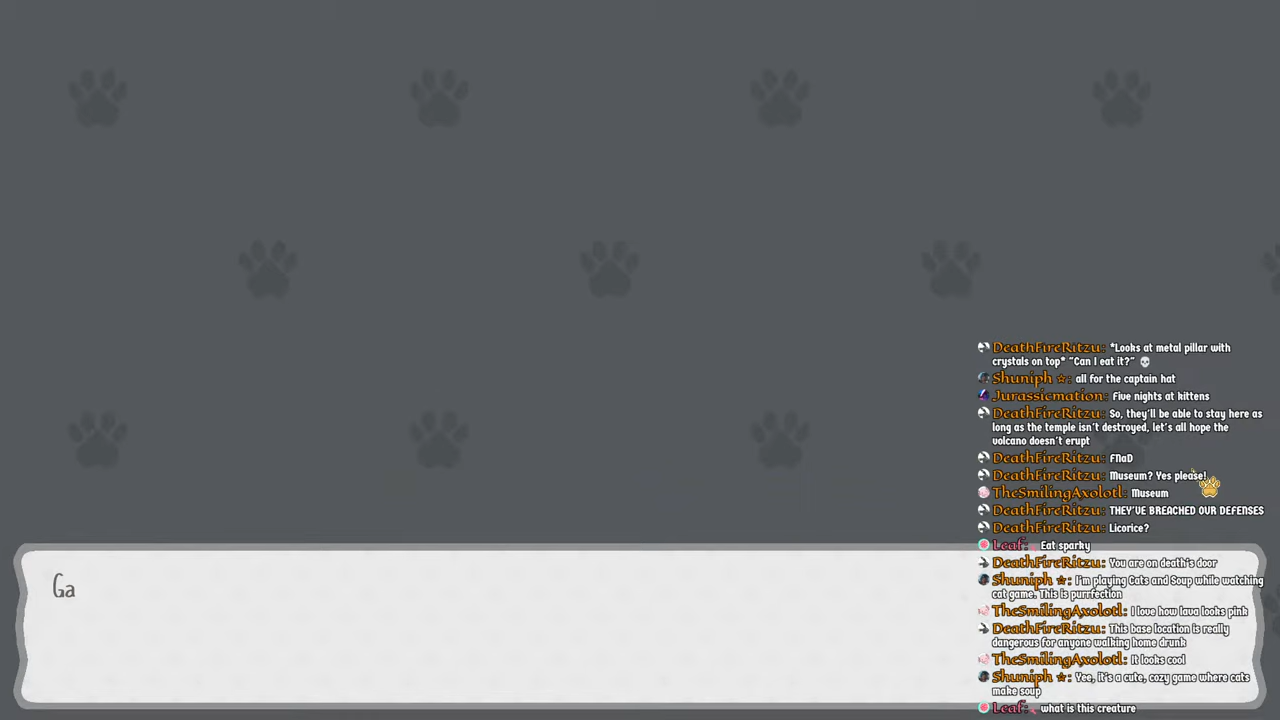 DeathFireRitzu: *Looks at metal pillar with
crystals on top* "Can I eat it?" 💀
Shuniph ☆: all for the captain hat
Jurassicmation: Five nights at kittens
DeathFireRitzu: So, they'll be able to stay here as
long as the temple isn't destroyed, let's all hope the
volcano doesn't erupt
DeathFireRitzu: FNaD
DeathFireRitzu: Museum? Yes please!
TheSmilingAxolotl: Museum
DeathFireRitzu: THEY'VE BREACHED OUR DEFENSES
DeathFireRitzu: Licorice?
Leaf: Eat sparky
DeathFireRitzu: You are on death's door
Ga
Shuniph ☆: I'm playing Cats and Soup while watching
cat game. This is purrfection
TheSmilingAxolotl: I love how lava looks pink
DeathFireRitzu: This base location is really
dangerous for anyone walking home drunk
TheSmilingAxolotl: It looks cool
Shuniph ☆: Yee, it's a cute, cozy game where cats
make soup
Leaf: what is this creature